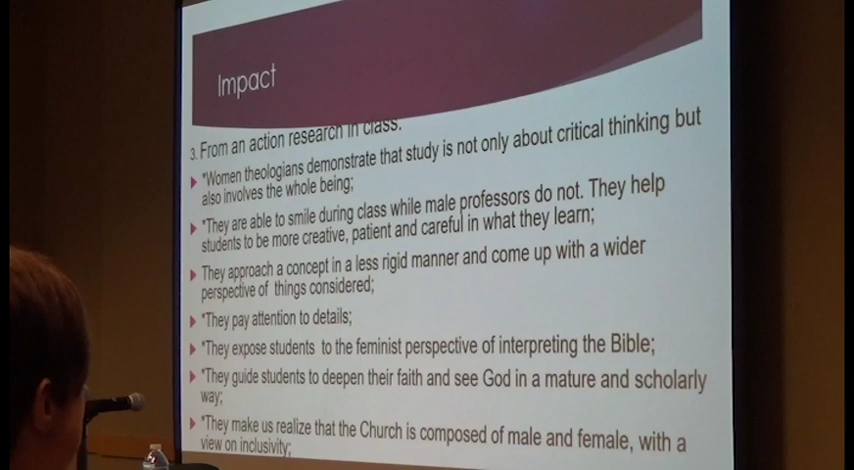 Impact
3. From an action research in class:
*Women theologians demonstrate that study is not only about critical thinking but
also involves the whole being;
*They are able to smile during class while male professors do not. They help
students to be more creative, patient and careful in what they learn;
They approach a concept in a less rigid manner and come up with a wider
perspective of things considered;
*They pay attention to details;
*They expose students to the feminist perspective of interpreting the Bible;
*They guide students to deepen their faith and see God in a mature and scholarly
way;
*They make us realize that the Church is composed of male and female, with a
view on inclusivity;